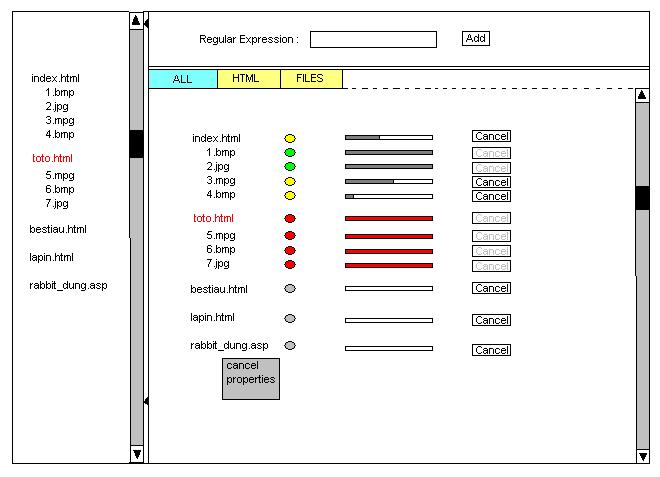 Regular Expression : Add
ALL HTML FILES
index.html
1.bmp
2.jpg
3.mpg
4.bmp
toto.html
5.mpg
6.bmp
7.jpg
bestiau.html
lapin.html
rabbit_dung.asp
index.html Cancel
1.bmp Cancel
2.jpg Cancel
3.mpg Cancel
4.bmp Cancel
toto.html Cancel
5.mpg Cancel
6.bmp Cancel
7.jpg Cancel
bestiau.html Cancel
lapin.html Cancel
rabbit_dung.asp Cancel
cancel
properties